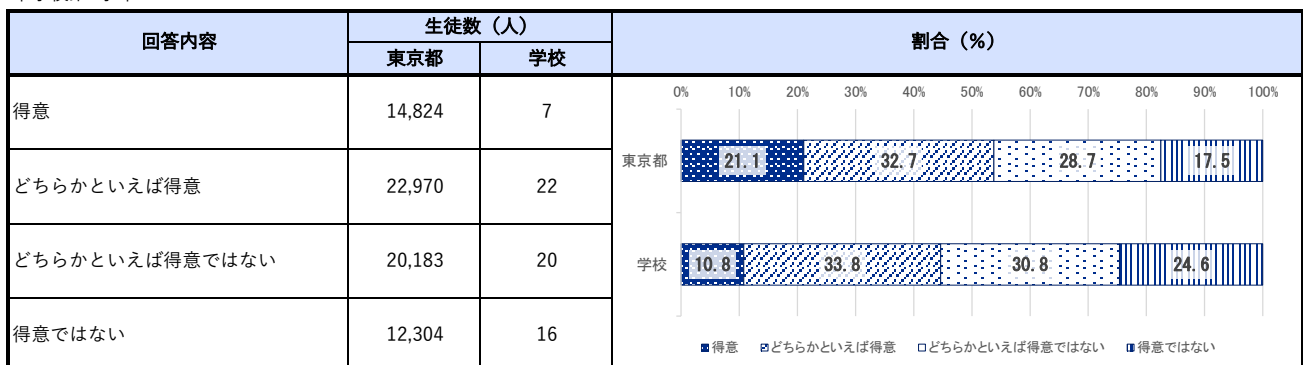 回答内容 生徒数（人） 割合（%）
東京都 学校
得意 14,824 7
どちらかといえば得意 22,970 22
どちらかといえば得意ではない 20,183 20
得意ではない 12,304 16
0% 10% 20% 30% 40% 50% 60% 70% 80% 90% 100%
東京都 21.1 32.7 28.7 17.5
学校 10.8 33.8 30.8 24.6
得意 どちらかといえば得意 どちらかといえば得意ではない 得意ではない